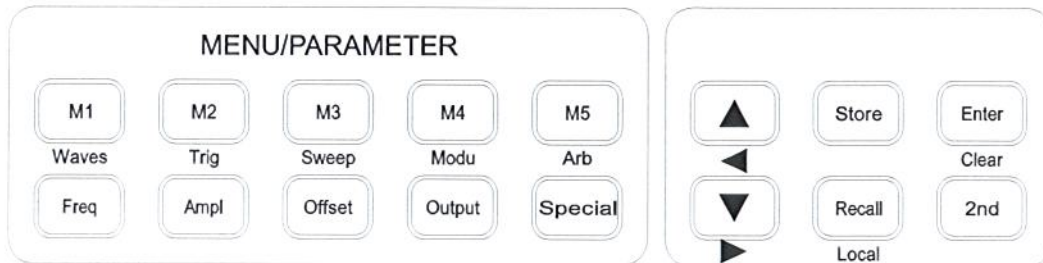 MENU/PARAMETER
M1 M2 M3 M4 M5
Waves Trig Sweep Modu Arb
Freq Ampl Offset Output Special
Store Enter
Clear
Recall 2nd
Local